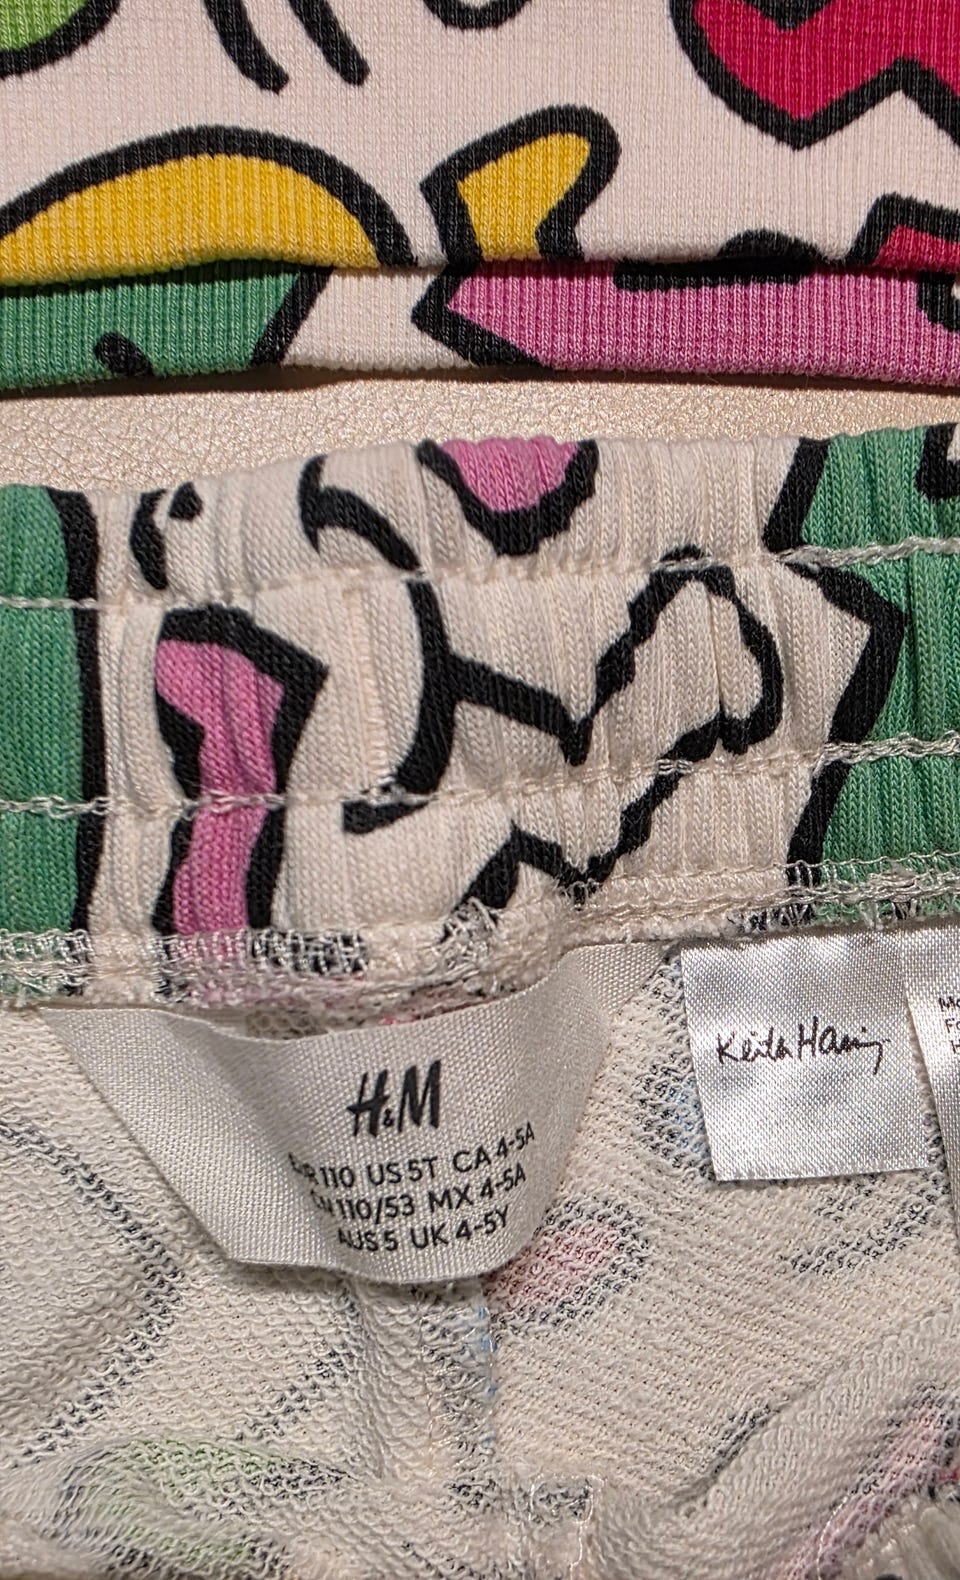 H&M
EUR 110 US 5T CA 4-5A
CN 110/53 MX 4-5A
AUS 5 UK 4-5Y
Keith Haring